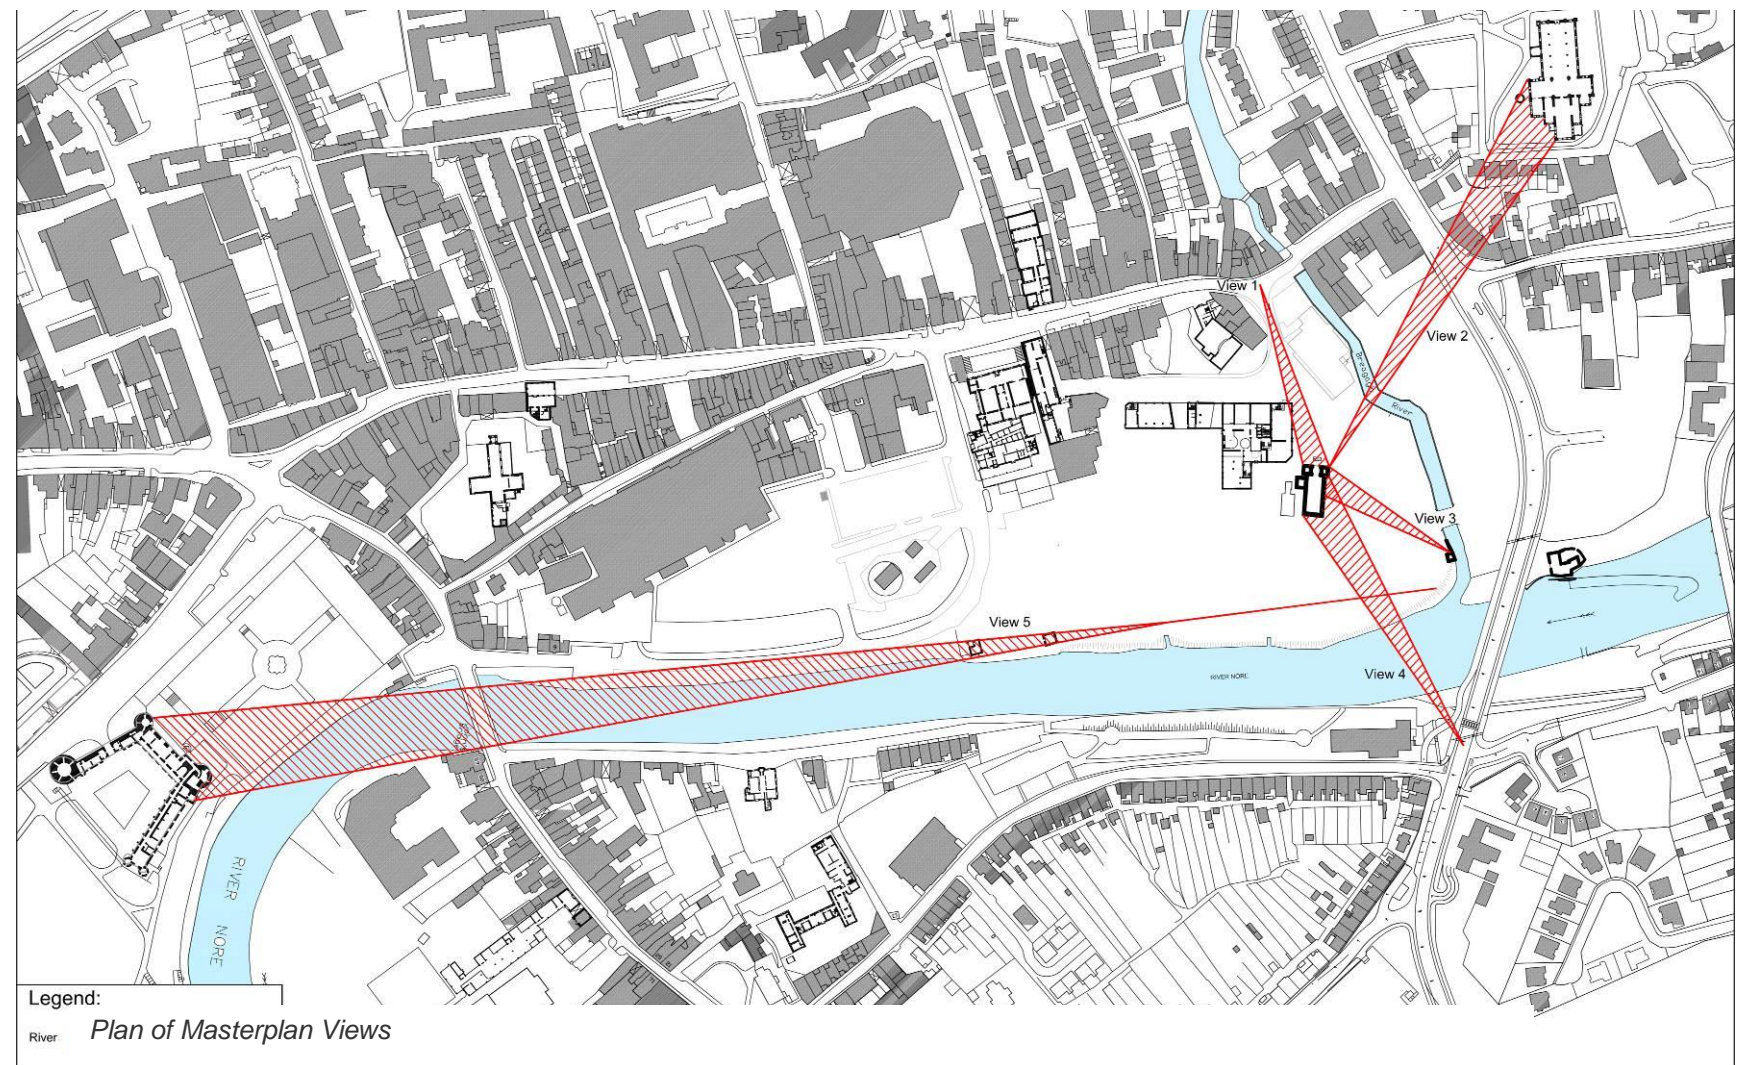 View 1
View 2
Breagagh
River
View 3
View 5
View 4
RIVER NORE
RIVER NORE
Legend:
River
Plan of Masterplan Views